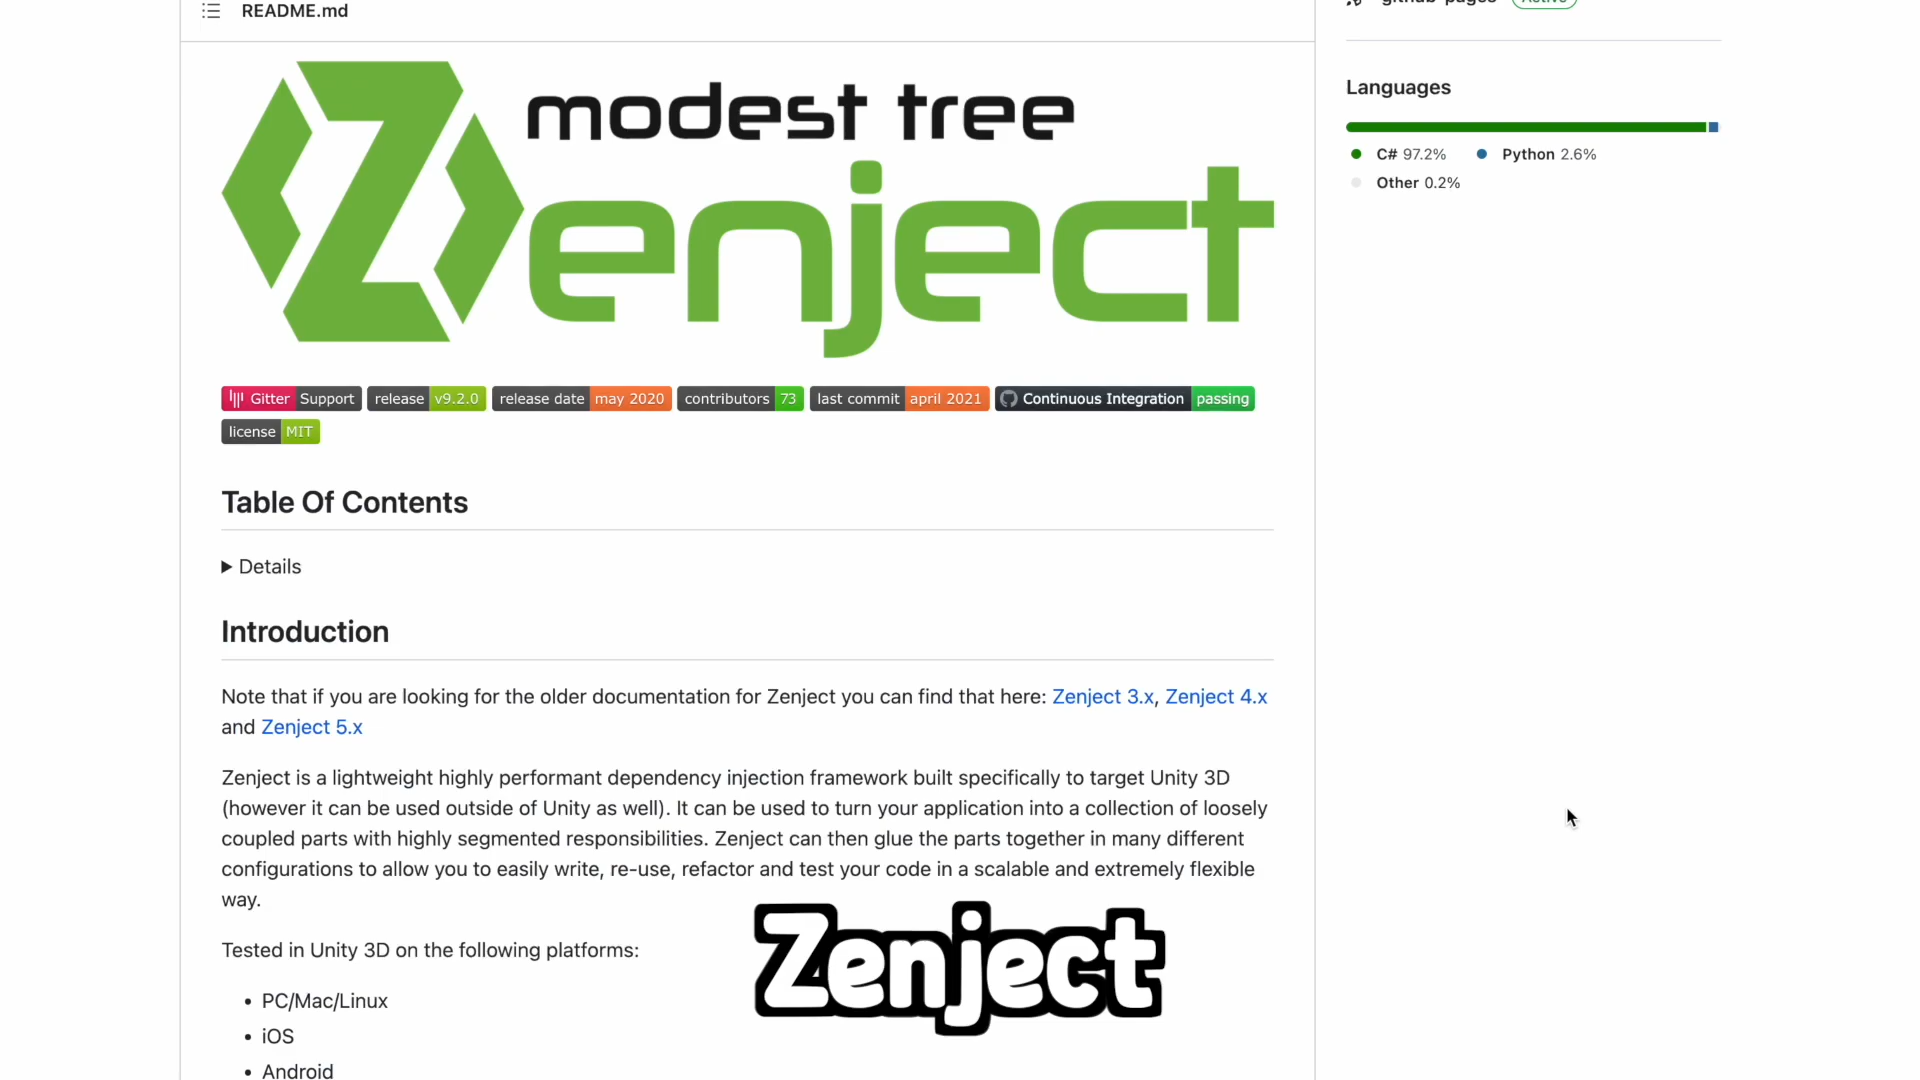 README.md
modest tree
Zenject
Gitter Support release v9.2.0 release date may 2020 contributors 73 last commit april 2021 Continuous Integration passing
license MIT
Table Of Contents
Details
Introduction
Note that if you are looking for the older documentation for Zenject you can find that here: Zenject 3.x, Zenject 4.x
and Zenject 5.x
Zenject is a lightweight highly performant dependency injection framework built specifically to target Unity 3D
(however it can be used outside of Unity as well). It can be used to turn your application into a collection of loosely
coupled parts with highly segmented responsibilities. Zenject can then glue the parts together in many different
configurations to allow you to easily write, re-use, refactor and test your code in a scalable and extremely flexible
way.
Tested in Unity 3D on the following platforms:
• PC/Mac/Linux
• iOS
• Android
Zenject
github-pages Active
Languages
C# 97.2% Python 2.6%
Other 0.2%